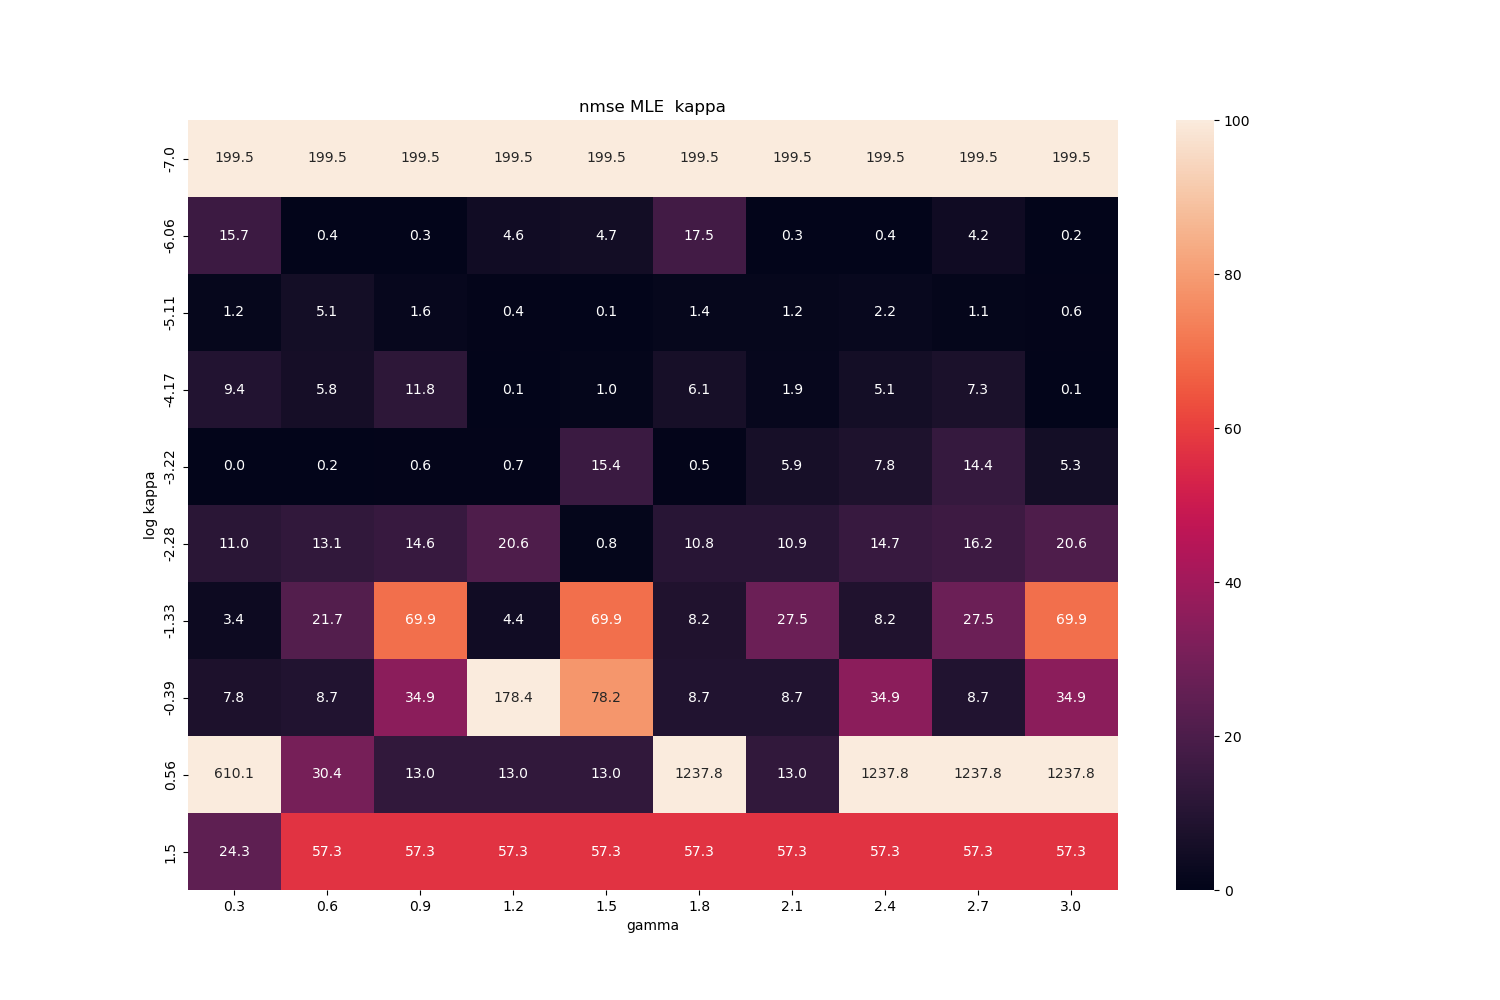 nmse MLE  kappa
-7.0 199.5 199.5 199.5 199.5 199.5 199.5 199.5 199.5 199.5 199.5
-6.06 15.7 0.4 0.3 4.6 4.7 17.5 0.3 0.4 4.2 0.2
-5.11 1.2 5.1 1.6 0.4 0.1 1.4 1.2 2.2 1.1 0.6
-4.17 9.4 5.8 11.8 0.1 1.0 6.1 1.9 5.1 7.3 0.1
-3.22 0.0 0.2 0.6 0.7 15.4 0.5 5.9 7.8 14.4 5.3
-2.28 11.0 13.1 14.6 20.6 0.8 10.8 10.9 14.7 16.2 20.6
-1.33 3.4 21.7 69.9 4.4 69.9 8.2 27.5 8.2 27.5 69.9
-0.39 7.8 8.7 34.9 178.4 78.2 8.7 8.7 34.9 8.7 34.9
0.56 610.1 30.4 13.0 13.0 13.0 1237.8 13.0 1237.8 1237.8 1237.8
1.5 24.3 57.3 57.3 57.3 57.3 57.3 57.3 57.3 57.3 57.3
0.3 0.6 0.9 1.2 1.5 1.8 2.1 2.4 2.7 3.0
gamma
log kappa
100
80
60
40
20
0